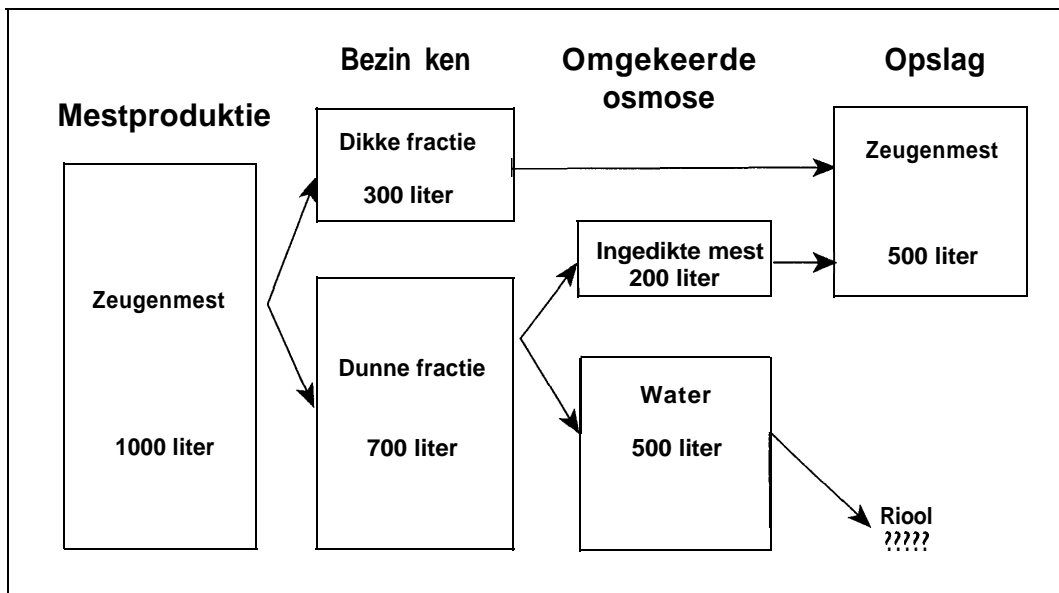 Mestproduktie
Zeugenmest
1000 liter
Bezin ken
Dikke fractie
300 liter
Dunne fractie
700 liter
Omgekeerde
osmose
Ingedikte mest
200 liter
Water
500 liter
Opslag
Zeugenmest
500 liter
Riool
?????